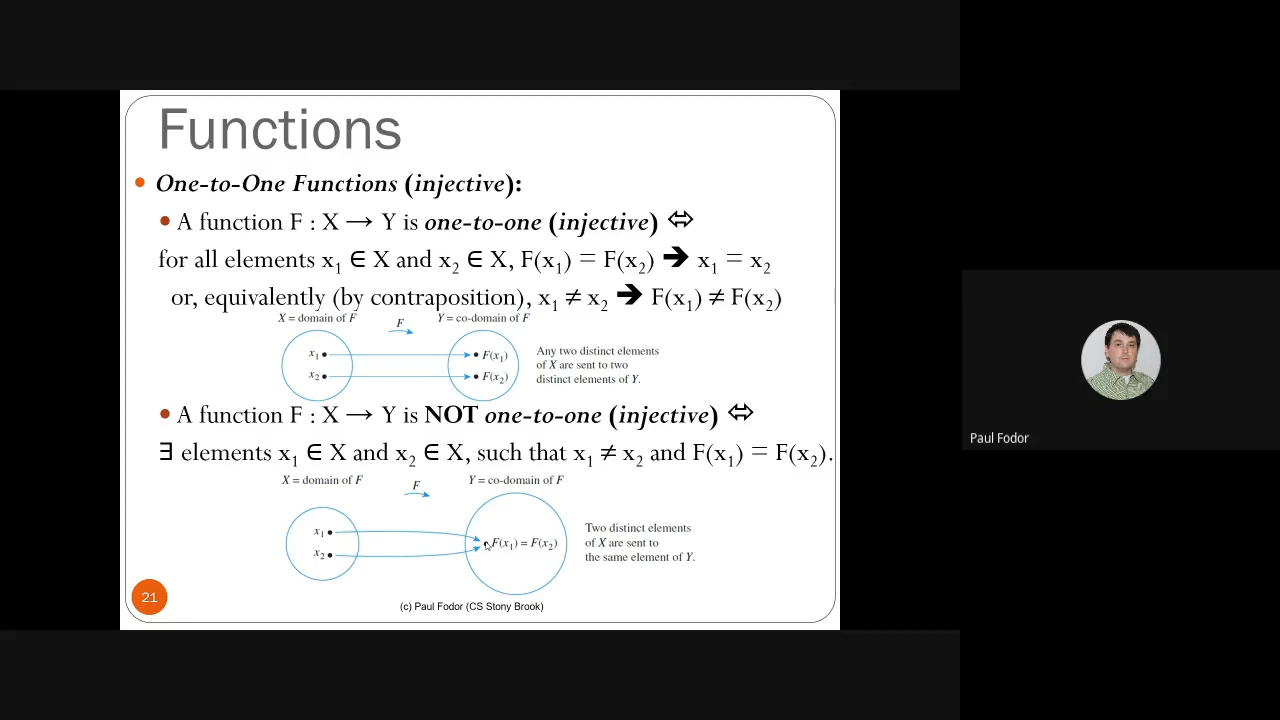 Functions
• One-to-One Functions (injective):
• A function F : X → Y is one-to-one (injective) ⇔
for all elements x₁ ∈ X and x₂ ∈ X, F(x₁) = F(x₂) ➔ x₁ = x₂
or, equivalently (by contraposition), x₁ ≠ x₂ ➔ F(x₁) ≠ F(x₂)
X = domain of F F Y = co-domain of F
x₁ • • F(x₁)
x₂ • • F(x₂)
Any two distinct elements
of X are sent to two
distinct elements of Y.
• A function F : X → Y is NOT one-to-one (injective) ⇔
∃ elements x₁ ∈ X and x₂ ∈ X, such that x₁ ≠ x₂ and F(x₁) = F(x₂).
X = domain of F F Y = co-domain of F
x₁ •
x₂ •
• F(x₁) = F(x₂)
Two distinct elements
of X are sent to
the same element of Y.
21
(c) Paul Fodor (CS Stony Brook)
Paul Fodor